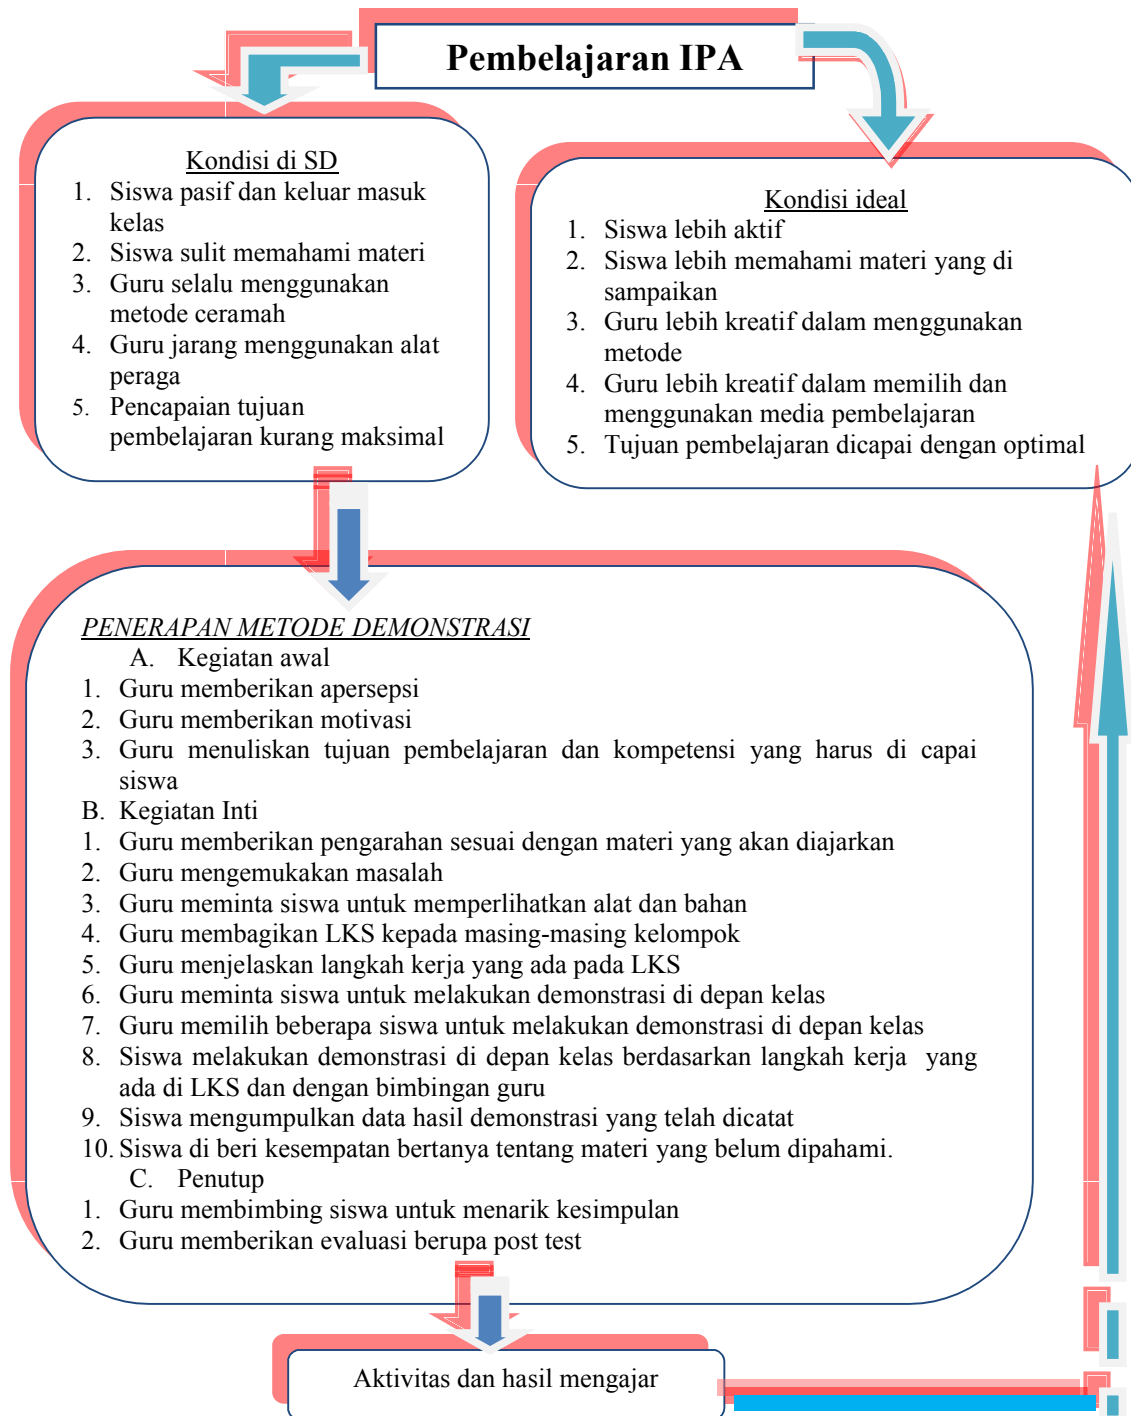 Pembelajaran IPA
Kondisi di SD
1. Siswa pasif dan keluar masuk
kelas
2. Siswa sulit memahami materi
3. Guru selalu menggunakan
metode ceramah
4. Guru jarang menggunakan alat
peraga
5. Pencapaian tujuan
pembelajaran kurang maksimal
Kondisi ideal
1. Siswa lebih aktif
2. Siswa lebih memahami materi yang di
sampaikan
3. Guru lebih kreatif dalam menggunakan
metode
4. Guru lebih kreatif dalam memilih dan
menggunakan media pembelajaran
5. Tujuan pembelajaran dicapai dengan optimal
PENERAPAN METODE DEMONSTRASI
A. Kegiatan awal
1. Guru memberikan apersepsi
2. Guru memberikan motivasi
3. Guru menuliskan tujuan pembelajaran dan kompetensi yang harus di capai
siswa
B. Kegiatan Inti
1. Guru memberikan pengarahan sesuai dengan materi yang akan diajarkan
2. Guru mengemukakan masalah
3. Guru meminta siswa untuk memperlihatkan alat dan bahan
4. Guru membagikan LKS kepada masing-masing kelompok
5. Guru menjelaskan langkah kerja yang ada pada LKS
6. Guru meminta siswa untuk melakukan demonstrasi di depan kelas
7. Guru memilih beberapa siswa untuk melakukan demonstrasi di depan kelas
8. Siswa melakukan demonstrasi di depan kelas berdasarkan langkah kerja yang
ada di LKS dan dengan bimbingan guru
9. Siswa mengumpulkan data hasil demonstrasi yang telah dicatat
10. Siswa di beri kesempatan bertanya tentang materi yang belum dipahami.
C. Penutup
1. Guru membimbing siswa untuk menarik kesimpulan
2. Guru memberikan evaluasi berupa post test
Aktivitas dan hasil mengajar